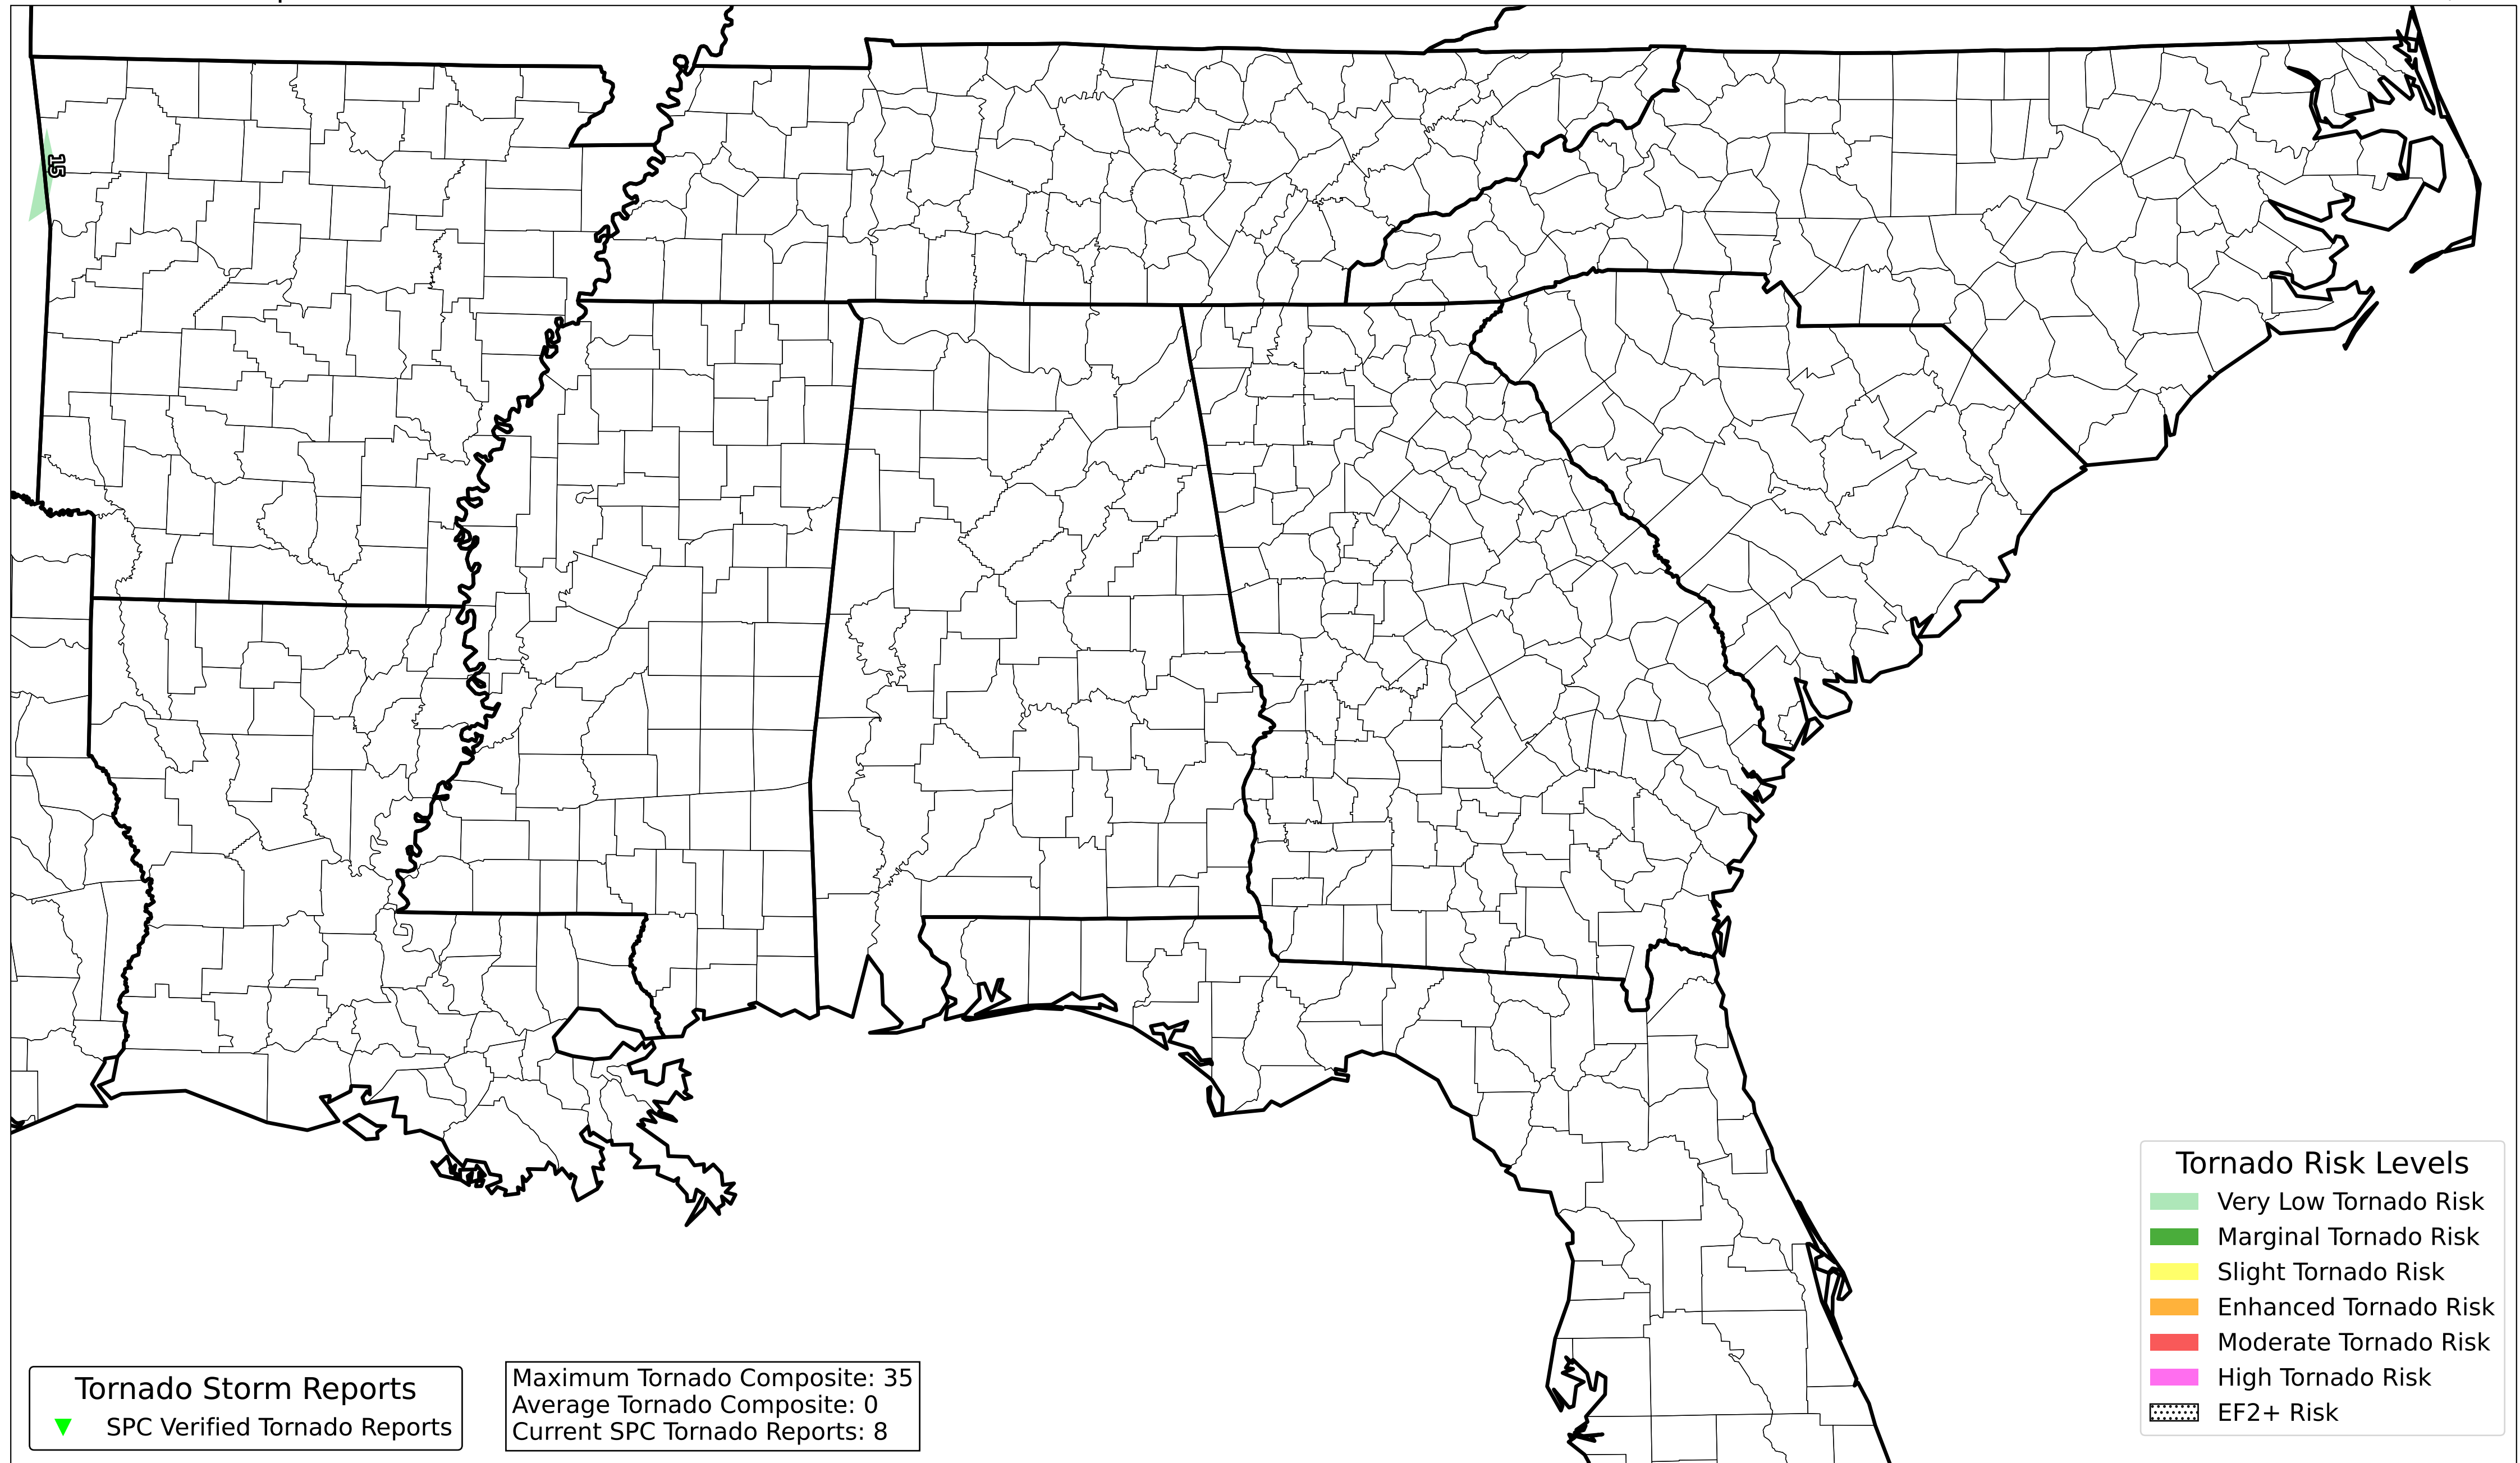 15
Tornado Storm Reports
SPC Verified Tornado Reports
Maximum Tornado Composite: 35
Average Tornado Composite: 0
Current SPC Tornado Reports: 8
Tornado Risk Levels
Very Low Tornado Risk
Marginal Tornado Risk
Slight Tornado Risk
Enhanced Tornado Risk
Moderate Tornado Risk
High Tornado Risk
EF2+ Risk